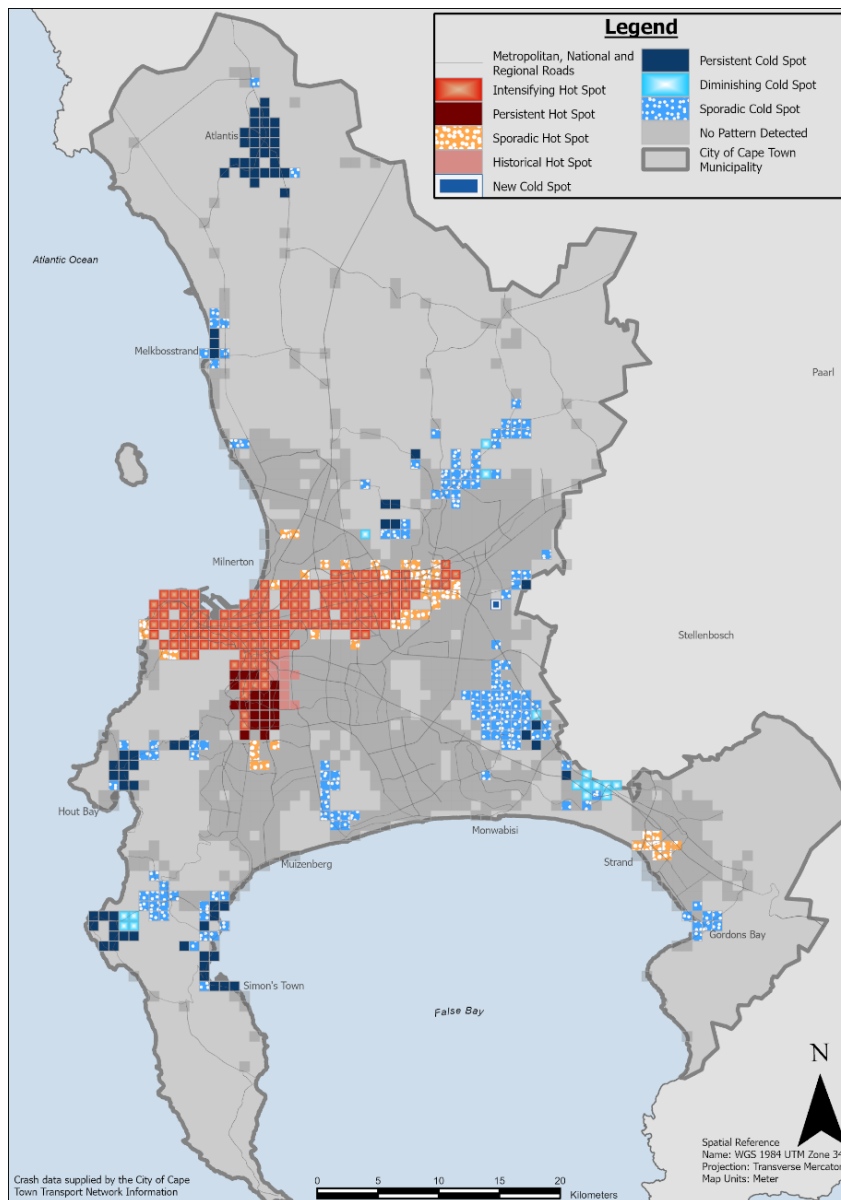 Legend
Metropolitan, National and
Regional Roads
Intensifying Hot Spot
Persistent Hot Spot
Sporadic Hot Spot
Historical Hot Spot
New Cold Spot
Persistent Cold Spot
Diminishing Cold Spot
Sporadic Cold Spot
No Pattern Detected
City of Cape Town
Municipality
Atlantis
Atlantic Ocean
Melkbosstrand
Paarl
Milnerton
Stellenbosch
Hout Bay
Monwabisi
Muizenberg
Strand
Gordons Bay
Simon's Town
False Bay
N
Spatial Reference
Name: WGS 1984 UTM Zone 34
Projection: Transverse Mercator
Map Units: Meter
Crash data supplied by the City of Cape
Town Transport Network Information
0 5 10 15 20
Kilometers